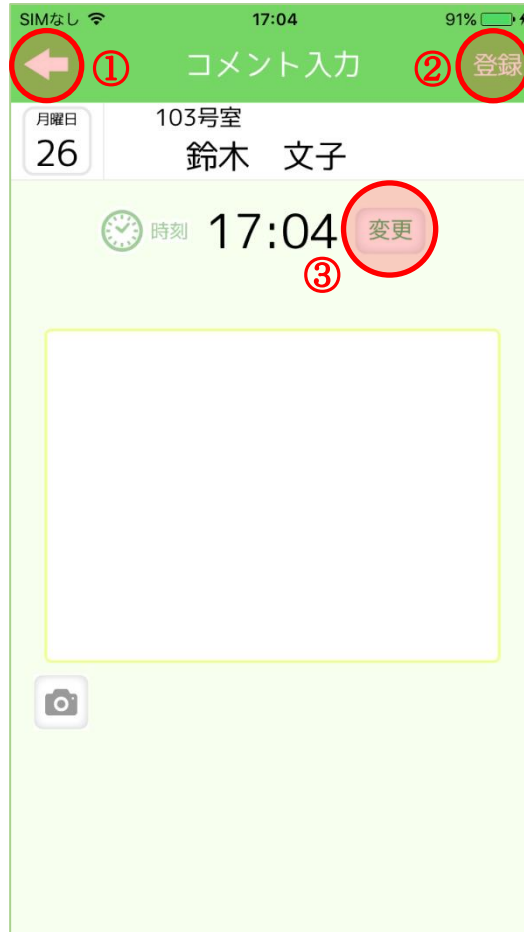 SIMなし 17:04 91%
① コメント入力 ② 登録
月曜日 103号室
26 鈴木 文子
時刻 17:04 変更
③